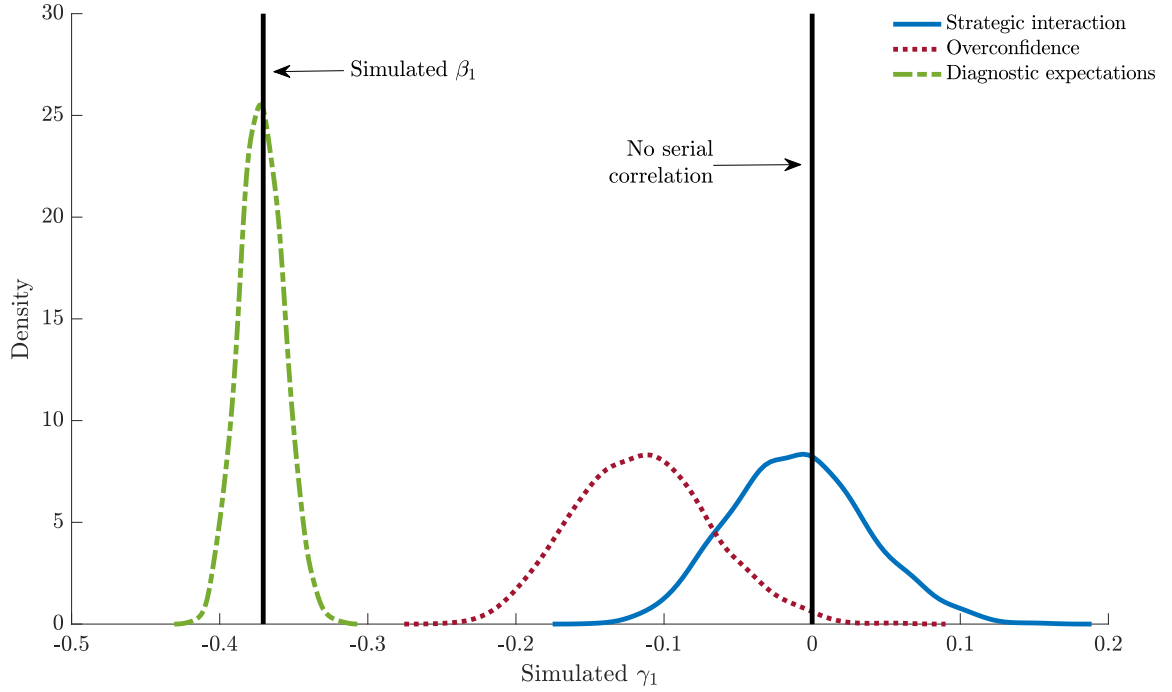 30
25
20
15
10
5
0
Density
Simulated β₁
No serial
correlation
Strategic interaction
Overconfidence
Diagnostic expectations
-0.5
-0.4
-0.3
-0.2
-0.1
0
0.1
0.2
Simulated γ₁